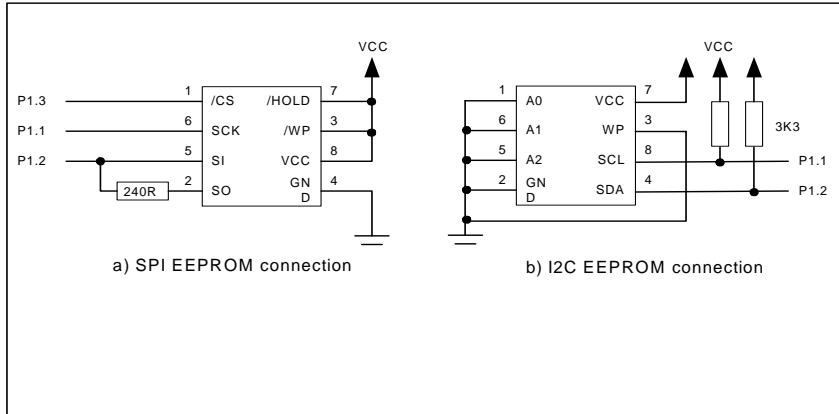 VCC
P1.3
1
/CS
/HOLD
7
P1.1
6
SCK
/WP
3
P1.2
5
SI
VCC
8
240R
2
SO
GN
D
4
a) SPI EEPROM connection
VCC
1
A0
VCC
7
6
A1
WP
3
3K3
5
A2
SCL
8
P1.1
2
GN
D
SDA
4
P1.2
b) I2C EEPROM connection